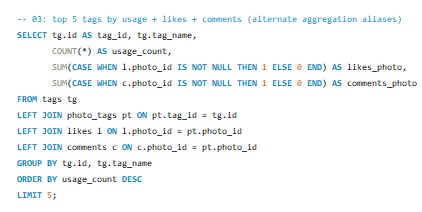 -- 03: top 5 tags by usage + likes + comments (alternate aggregation aliases)
SELECT tg.id AS tag_id, tg.tag_name,
COUNT(*) AS usage_count,
SUM(CASE WHEN l.photo_id IS NOT NULL THEN 1 ELSE 0 END) AS likes_photo,
SUM(CASE WHEN c.photo_id IS NOT NULL THEN 1 ELSE 0 END) AS comments_photo
FROM tags tg
LEFT JOIN photo_tags pt ON pt.tag_id = tg.id
LEFT JOIN likes l ON l.photo_id = pt.photo_id
LEFT JOIN comments c ON c.photo_id = pt.photo_id
GROUP BY tg.id, tg.tag_name
ORDER BY usage_count DESC
LIMIT 5;